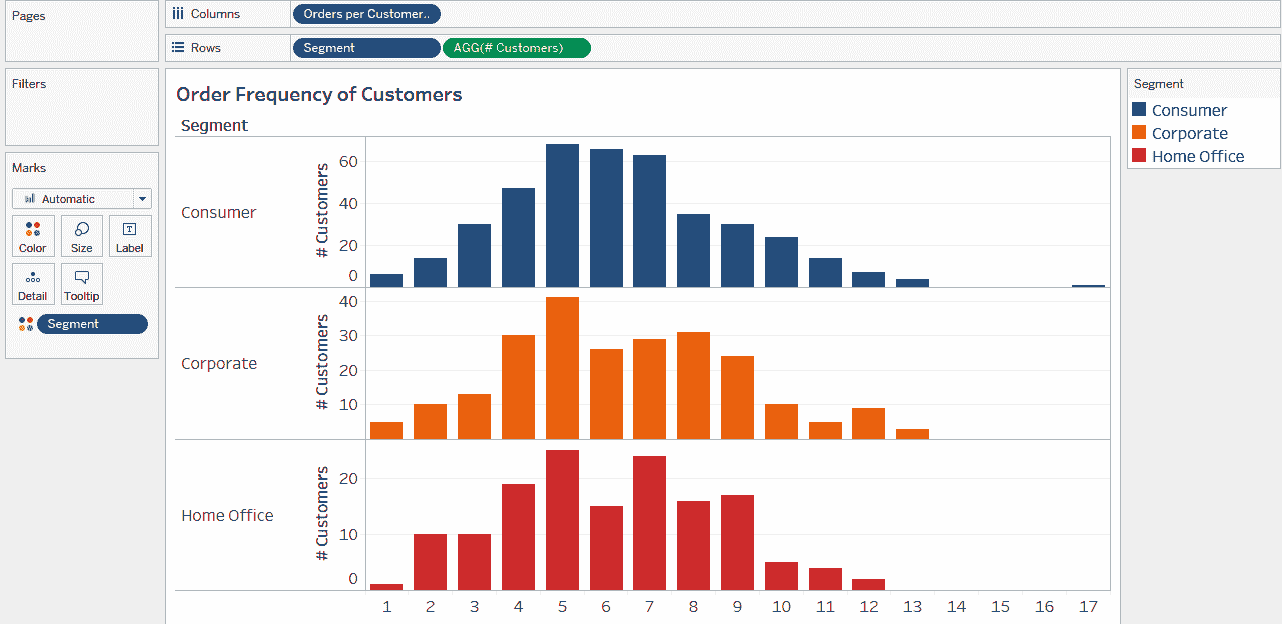 Pages
Columns
Orders per Customer..
Rows
Segment
AGG(# Customers)
Filters
Marks
Automatic
Color
Size
Label
Detail
Tooltip
Segment
Order Frequency of Customers
Segment
Consumer
# Customers
60
40
20
0
Corporate
# Customers
40
30
20
10
Home Office
# Customers
20
10
0
1 2 3 4 5 6 7 8 9 10 11 12 13 14 15 16 17
Segment
Consumer
Corporate
Home Office